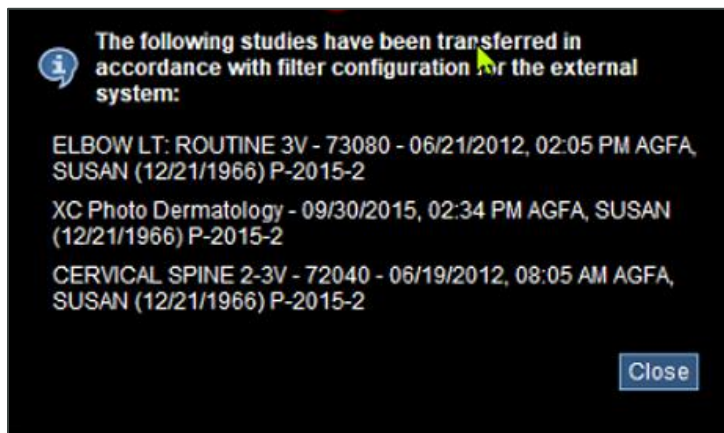 The following studies have been transferred in
accordance with filter configuration for the external
system:
ELBOW LT: ROUTINE 3V - 73080 - 06/21/2012, 02:05 PM AGFA,
SUSAN (12/21/1966) P-2015-2
XC Photo Dermatology - 09/30/2015, 02:34 PM AGFA, SUSAN
(12/21/1966) P-2015-2
CERVICAL SPINE 2-3V - 72040 - 06/19/2012, 08:05 AM AGFA,
SUSAN (12/21/1966) P-2015-2
Close